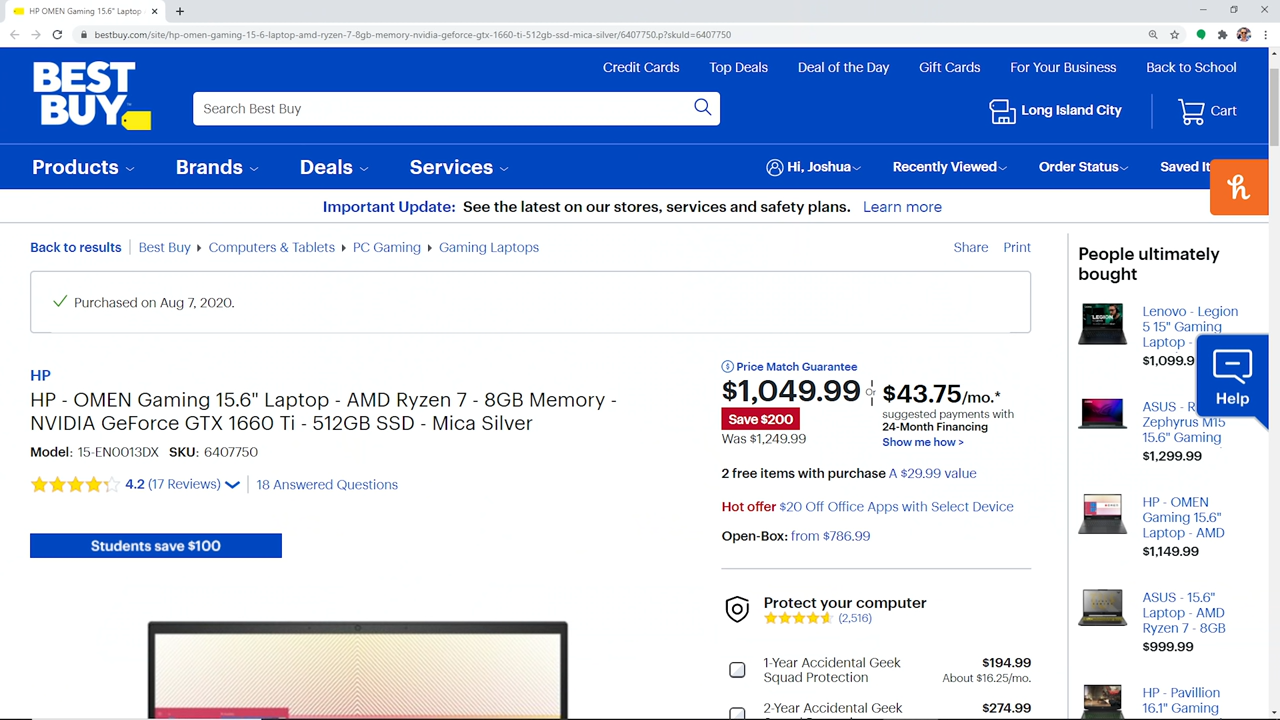 HP OMEN Gaming 15.6" Laptop
bestbuy.com/site/hp-omen-gaming-15-6-laptop-amd-ryzen-7-8gb-memory-nvidia-geforce-gtx-1660-ti-512gb-ssd-mica-silver/6407750.p?skuId=6407750
BEST BUY
Credit Cards
Top Deals
Deal of the Day
Gift Cards
For Your Business
Back to School
Search Best Buy
Long Island City
Cart
Products
Brands
Deals
Services
Hi, Joshua
Recently Viewed
Order Status
Saved
h
Important Update: See the latest on our stores, services and safety plans. Learn more
Back to results
Best Buy
Computers & Tablets
PC Gaming
Gaming Laptops
Share
Print
Purchased on Aug 7, 2020.
HP
HP - OMEN Gaming 15.6" Laptop - AMD Ryzen 7 - 8GB Memory -
NVIDIA GeForce GTX 1660 Ti - 512GB SSD - Mica Silver
Model: 15-EN0013DX SKU: 6407750
4.2 (17 Reviews)
18 Answered Questions
Students save $100
Price Match Guarantee
$1,049.99
Or
$43.75/mo.*
suggested payments with
24-Month Financing
Show me how >
Save $200
Was $1,249.99
2 free items with purchase A $29.99 value
Hot offer $20 Off Office Apps with Select Device
Open-Box: from $786.99
Protect your computer
(2,516)
1-Year Accidental Geek
Squad Protection
$194.99
About $16.25/mo.
2-Year Accidental Geek
$274.99
People ultimately
bought
Lenovo - Legion
5 15" Gaming
Laptop -
$1,099.9
ASUS -
Zephyrus M15
15.6" Gaming
$1,299.99
HP - OMEN
Gaming 15.6"
Laptop - AMD
$1,149.99
ASUS - 15.6"
Laptop - AMD
Ryzen 7 - 8GB
$999.99
HP - Pavillion
16.1" Gaming
Help